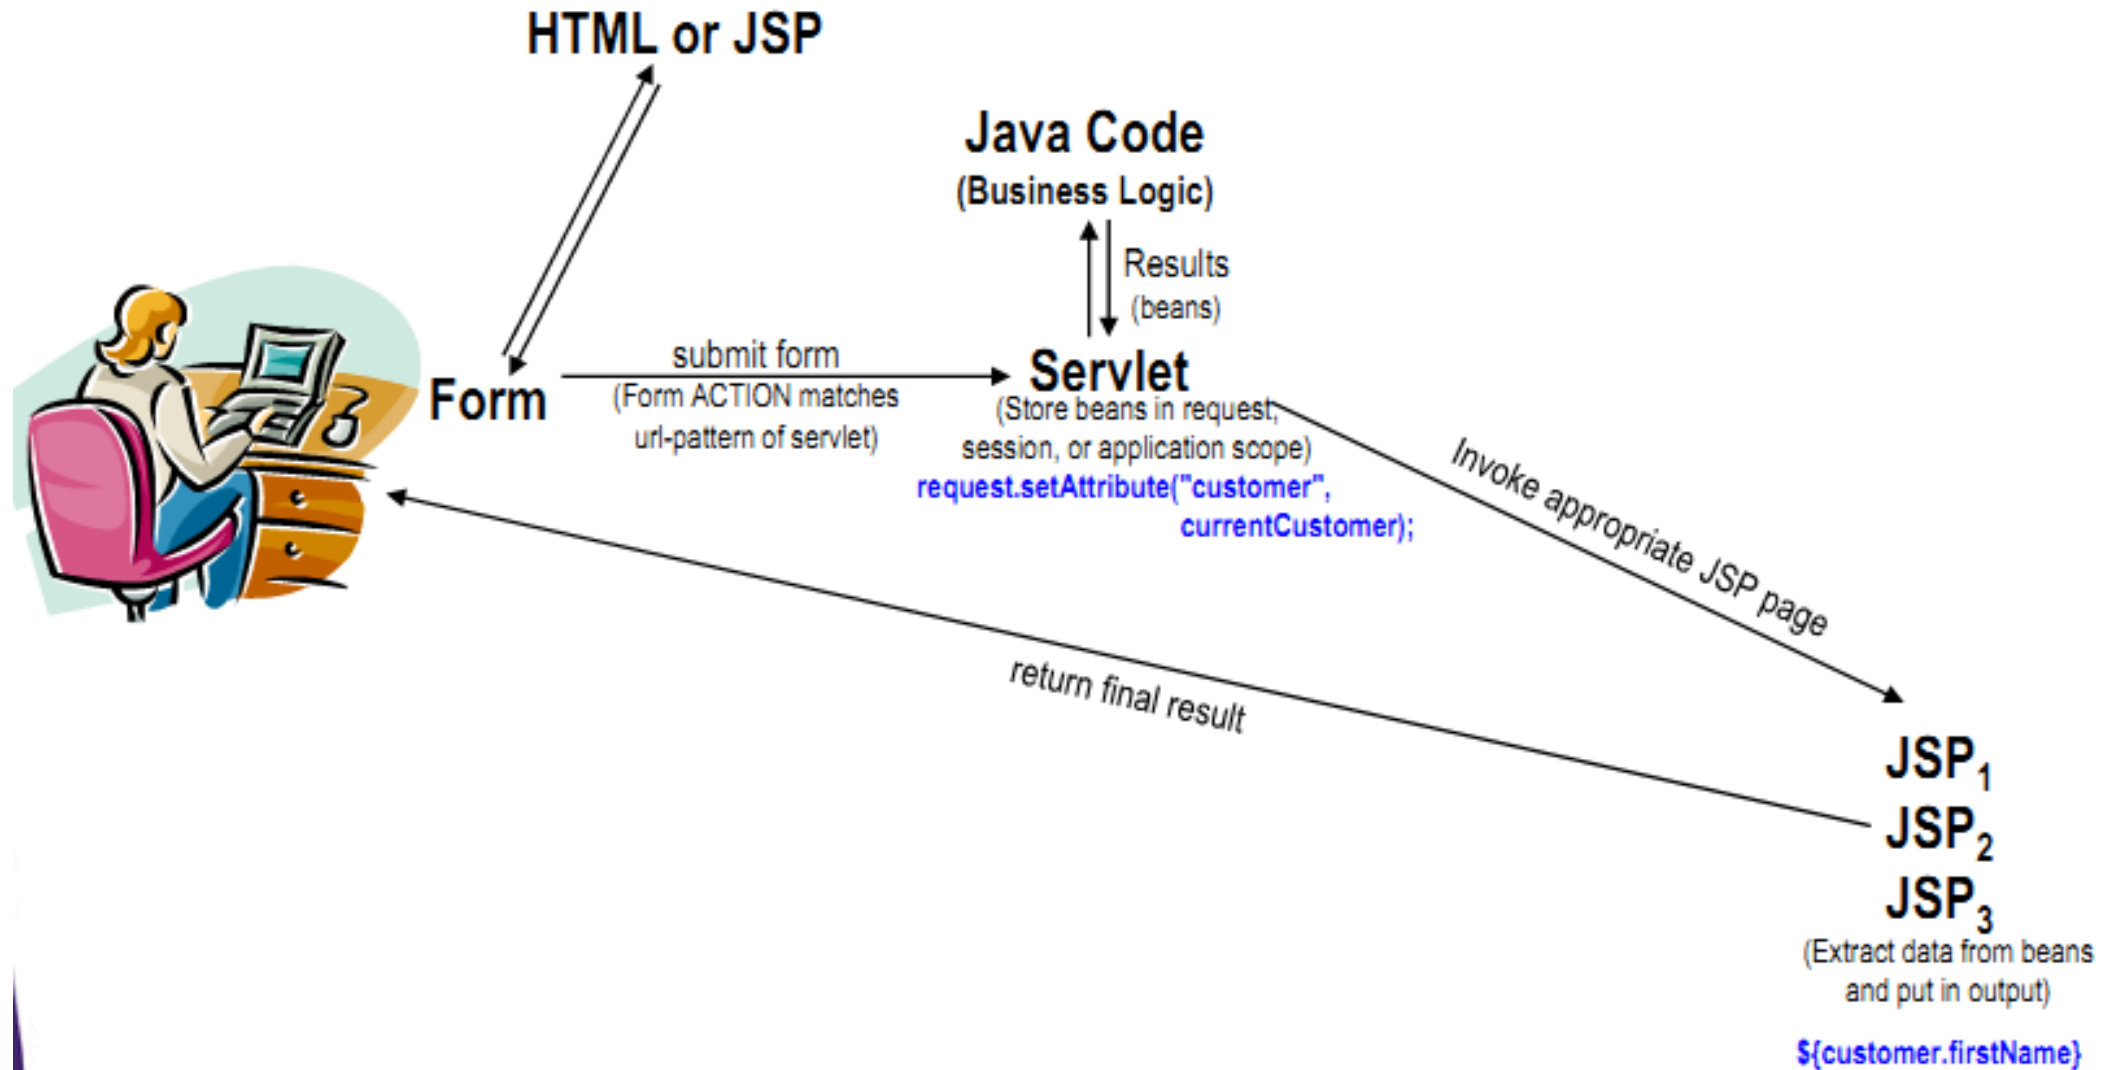 HTML or JSP
Java Code
(Business Logic)
Results
(beans)
submit form
(Form ACTION matches
url-pattern of servlet)
Form
Servlet
(Store beans in request,
session, or application scope)
request.setAttribute("customer",
currentCustomer);
Invoke appropriate JSP page
return final result
JSP1
JSP2
JSP3
(Extract data from beans
and put in output)
${customer.firstName}